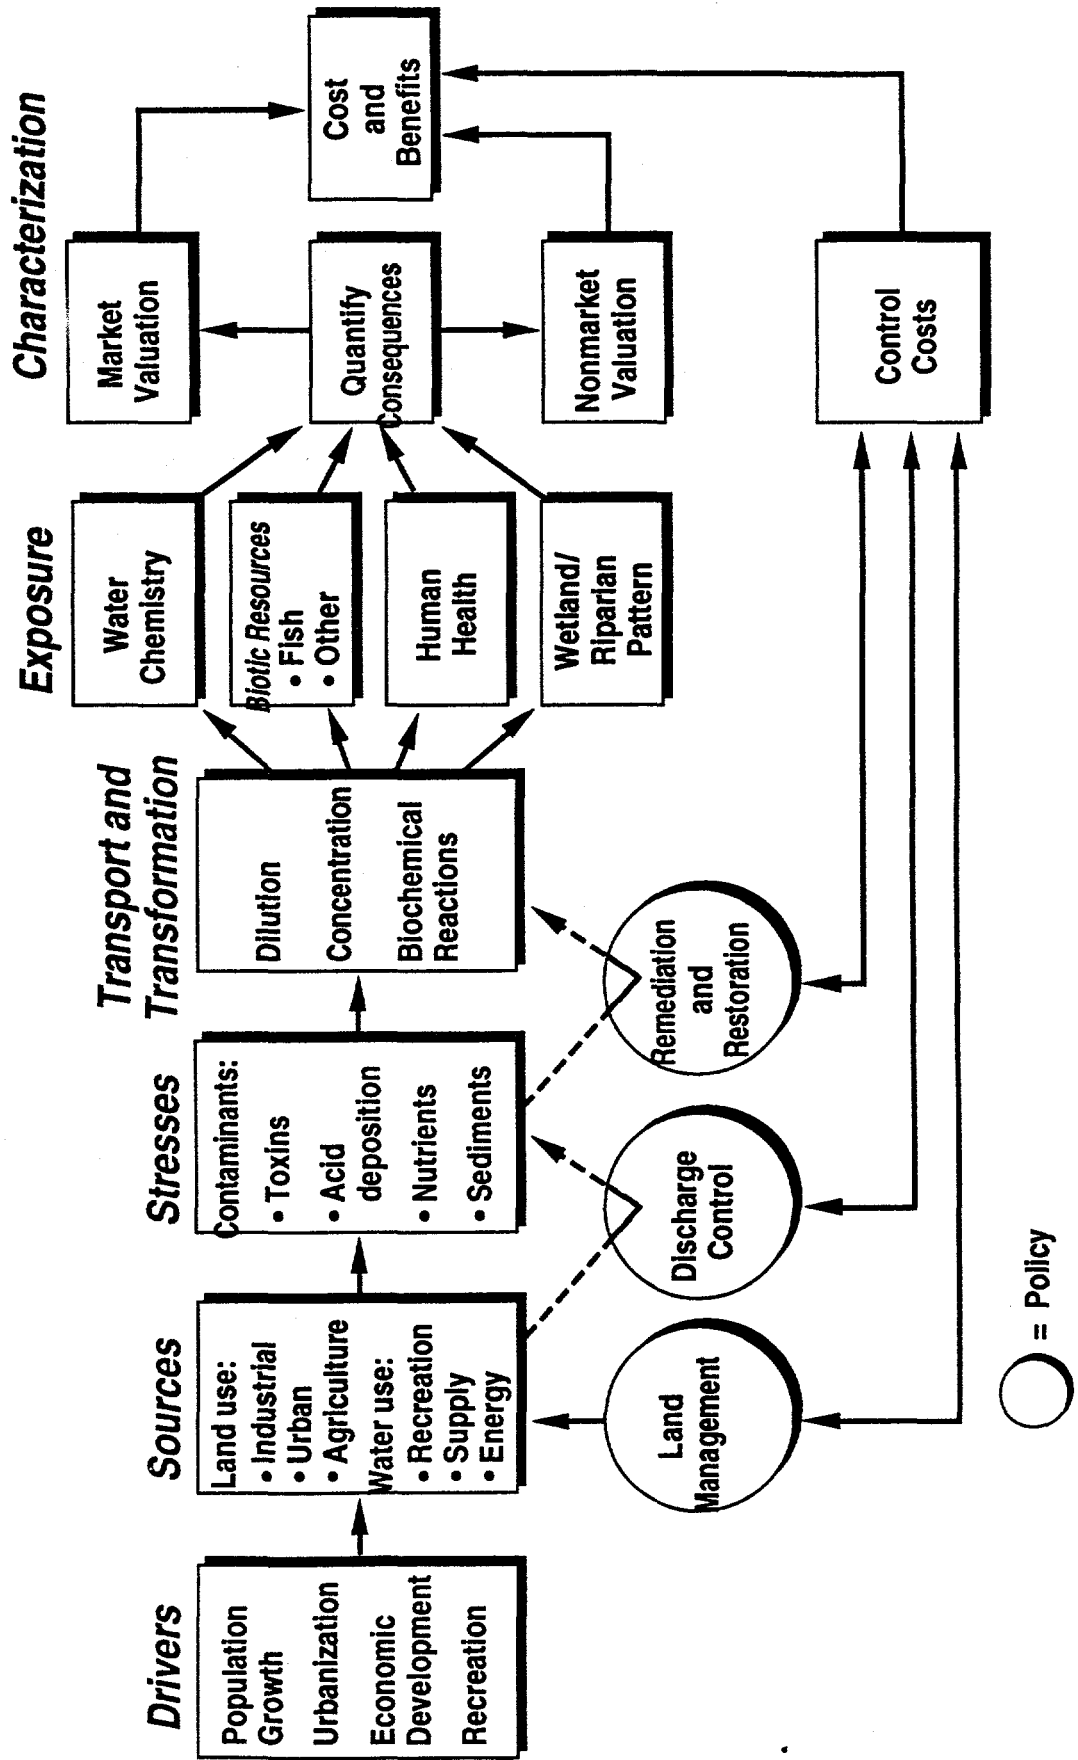 Drivers
Population
Growth
Urbanization
Economic
Development
Recreation
Sources
Land use:
• Industrial
• Urban
• Agriculture
Water use:
• Recreation
• Supply
• Energy
Stresses
Contaminants:
• Toxins
• Acid
deposition
• Nutrients
• Sediments
Transport and
Transformation
Dilution
Concentration
Biochemical
Reactions
Exposure
Water
Chemistry
Biotic Resources
• Fish
• Other
Human
Health
Wetland/
Riparian
Pattern
Characterization
Market
Valuation
Quantify
Consequences
Nonmarket
Valuation
Cost
and
Benefits
Control
Costs
Land
Management
Discharge
Control
Remediation
and
Restoration
= Policy